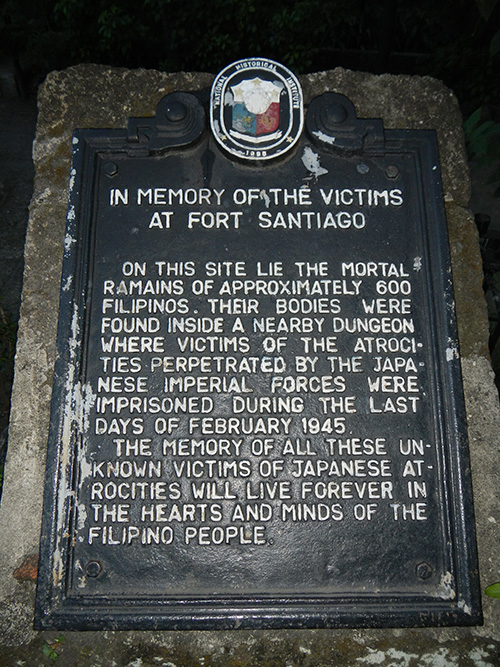 NATIONAL HISTORICAL INSTITUTE
IN MEMORY OF THE VICTIMS
AT FORT SANTIAGO
ON THIS SITE LIE THE MORTAL
RAMAINS OF APPROXIMATELY 600
FILIPINOS. THEIR BODIES WERE
FOUND INSIDE A NEARBY DUNGEON
WHERE VICTIMS OF THE ATROCI-
TIES PERPETRATED BY THE JAPA-
NESE IMPERIAL FORCES WERE
IMPRISONED DURING THE LAST
DAYS OF FEBRUARY 1945.
THE MEMORY OF ALL THESE UN-
KNOWN VICTIMS OF JAPANESE AT-
ROCITIES WILL LIVE FOREVER IN
THE HEARTS AND MINDS OF THE
FILIPINO PEOPLE.